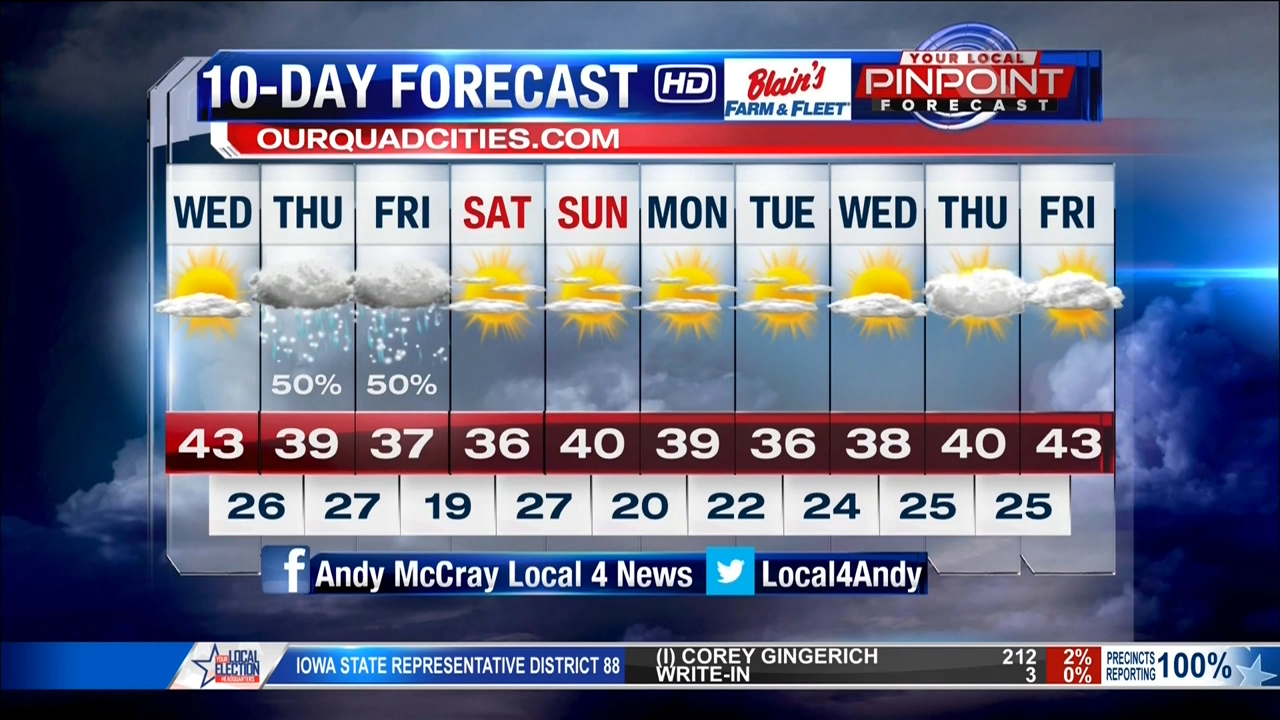 10-DAY FORECAST HD Blain's FARM & FLEET YOUR LOCAL PINPOINT FORECAST
OURQUADCITIES.COM
WED THU FRI SAT SUN MON TUE WED THU FRI
50% 50%
43 39 37 36 40 39 36 38 40 43
26 27 19 27 20 22 24 25 25
f Andy McCray Local 4 News Local4Andy
YOUR LOCAL ELECTION HEADQUARTERS
IOWA STATE REPRESENTATIVE DISTRICT 88
(I) COREY GINGERICH 212 2%
WRITE-IN 3 0%
PRECINCTS REPORTING 100%